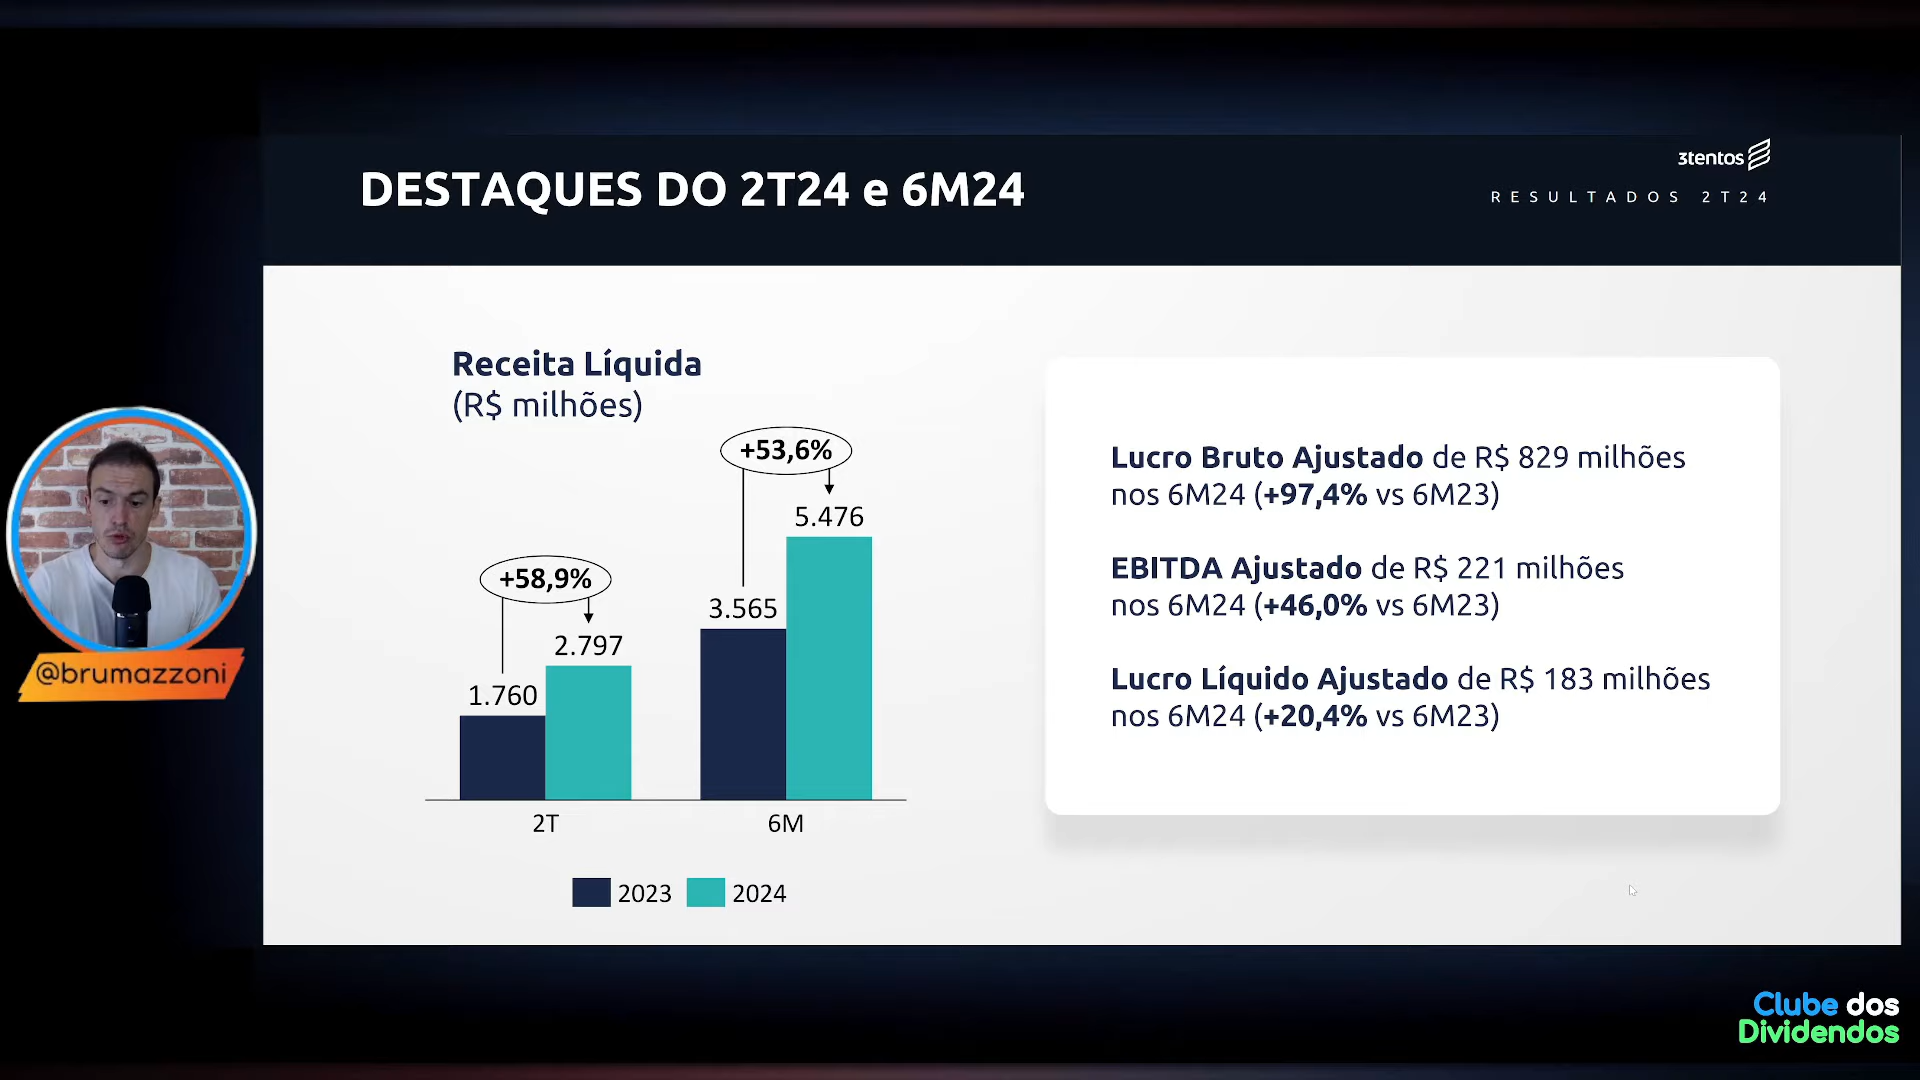 DESTAQUES DO 2T24 e 6M24
3tentos
RESULTADOS 2T24
Receita Líquida
(R$ milhões)
+53,6%
5.476
+58,9%
3.565
2.797
1.760
2T
6M
2023
2024
Lucro Bruto Ajustado de R$ 829 milhões
nos 6M24 (+97,4% vs 6M23)
EBITDA Ajustado de R$ 221 milhões
nos 6M24 (+46,0% vs 6M23)
Lucro Líquido Ajustado de R$ 183 milhões
nos 6M24 (+20,4% vs 6M23)
@brumazzoni
Clube dos
Dividendos